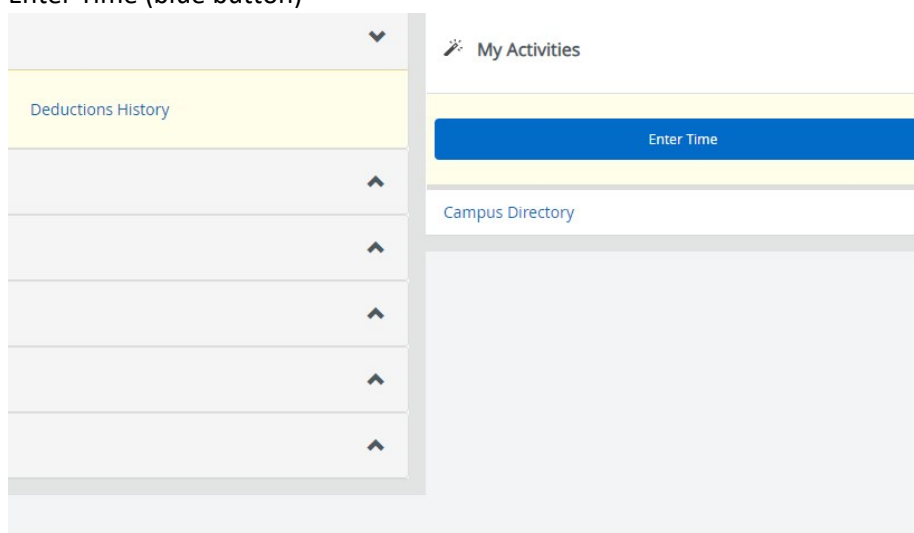 Enter Time (blue button)
My Activities
Deductions History
Enter Time
Campus Directory